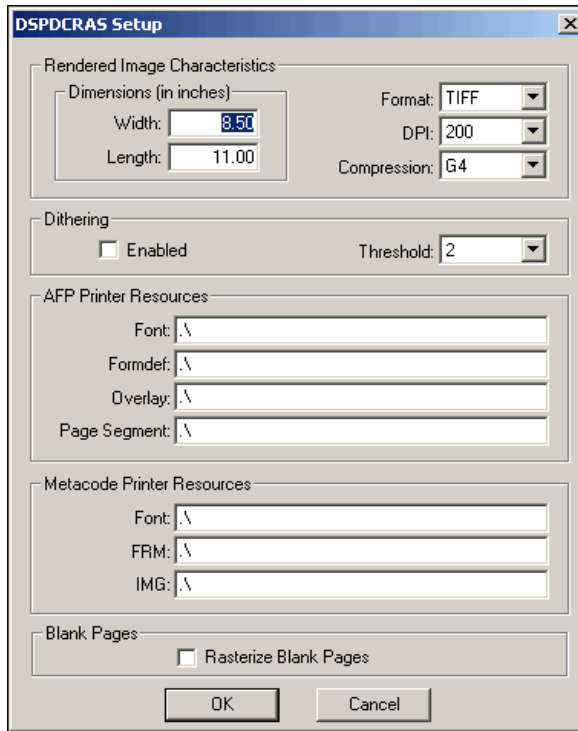 DSPDCRAS Setup
Rendered Image Characteristics
Dimensions (in inches)
Width: 8.50
Length: 11.00
Format: TIFF
DPI: 200
Compression: G4
Dithering
Enabled
Threshold: 2
AFP Printer Resources
Font: .\
Formdef: .\
Overlay: .\
Page Segment: .\
Metacode Printer Resources
Font: .\
FRM: .\
IMG: .\
Blank Pages
Rasterize Blank Pages
OK Cancel